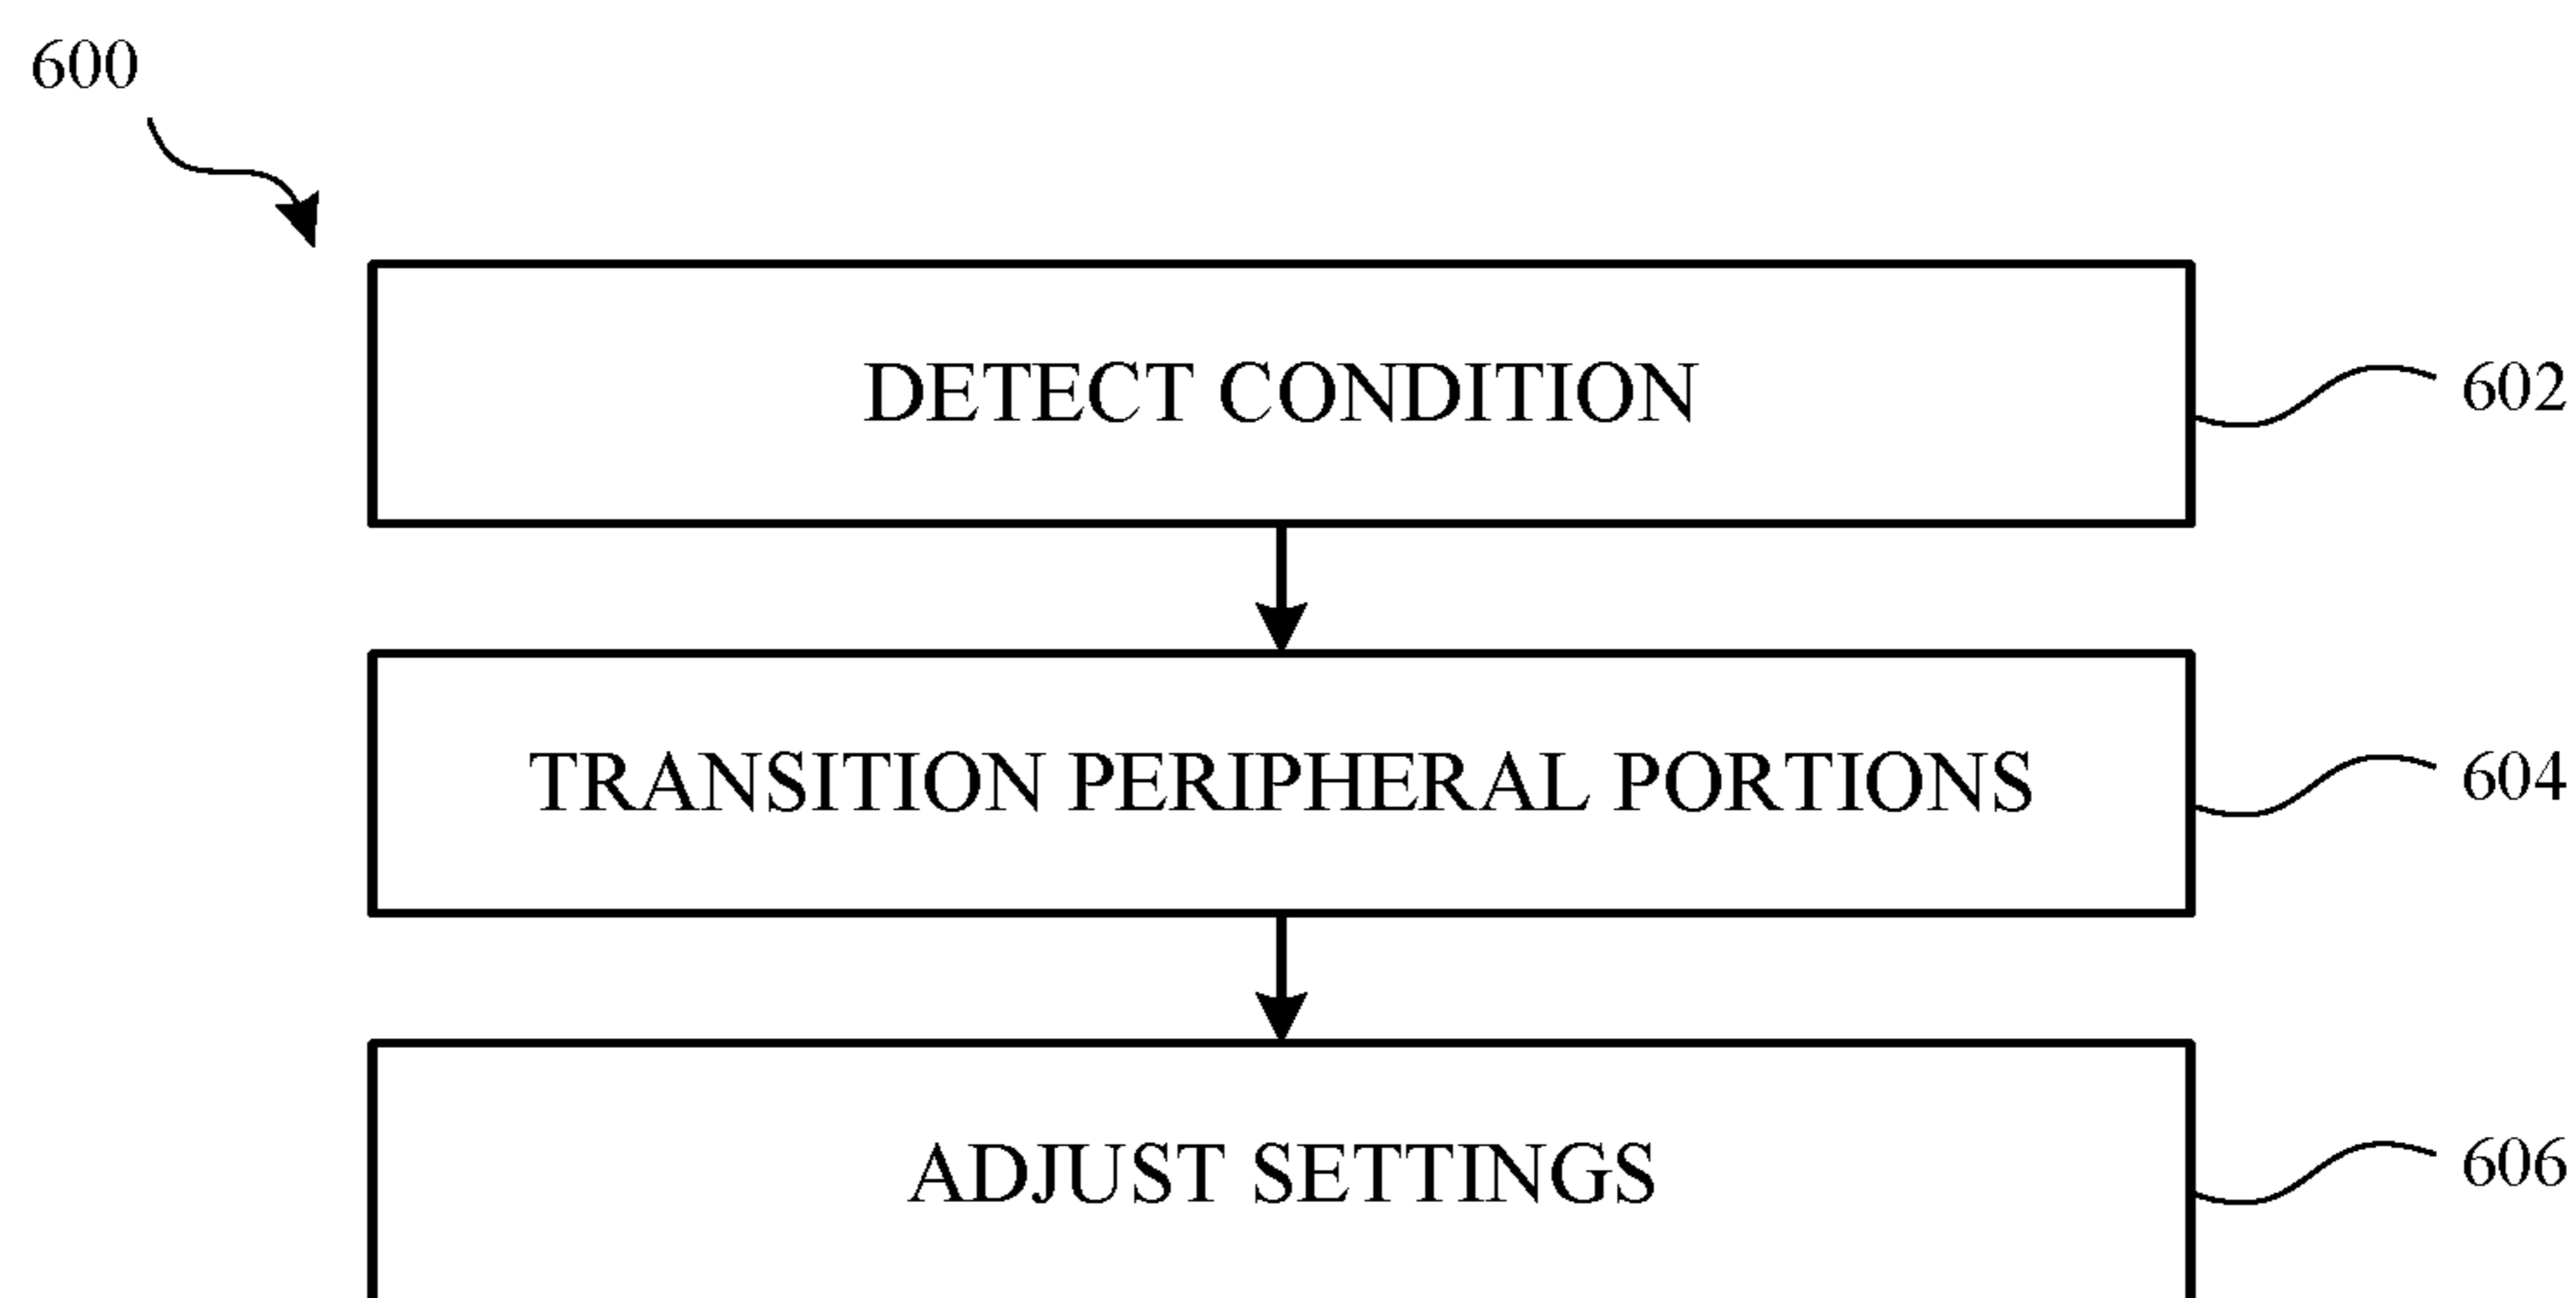 600
DETECT CONDITION
602
TRANSITION PERIPHERAL PORTIONS
604
ADJUST SETTINGS
606